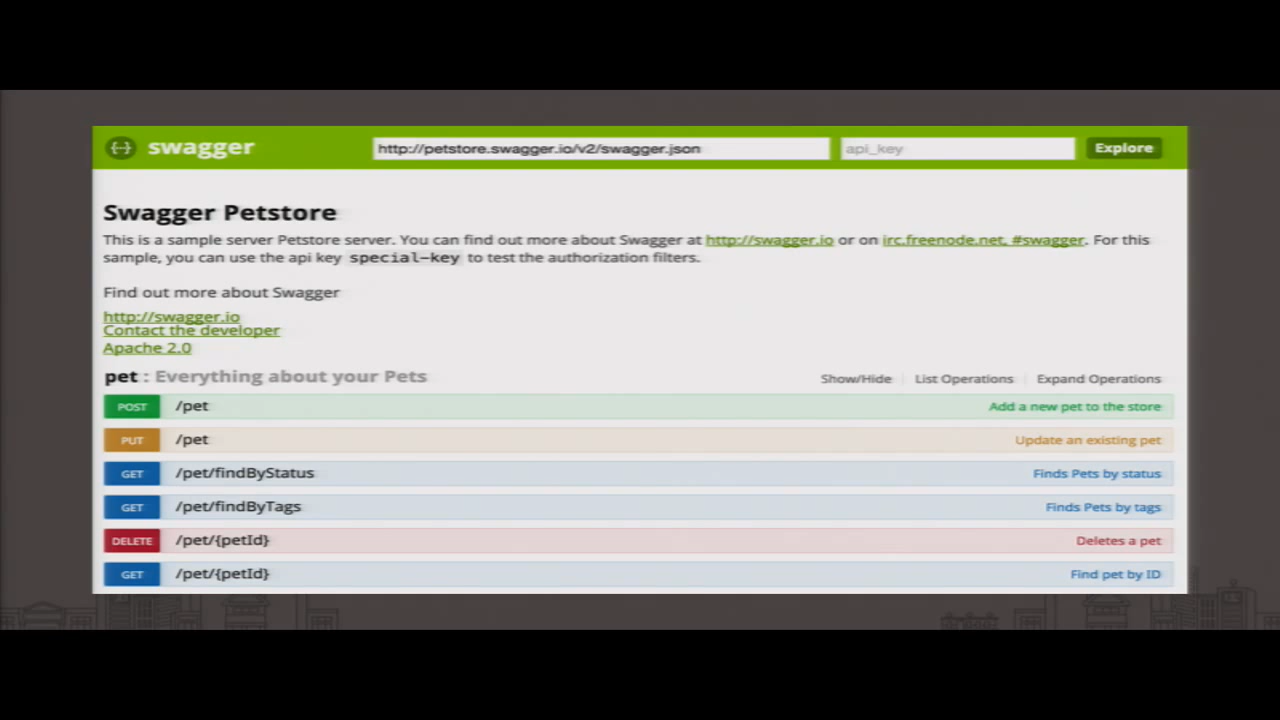 {···} swagger http://petstore.swagger.io/v2/swagger.json api_key Explore
Swagger Petstore
This is a sample server Petstore server. You can find out more about Swagger at http://swagger.io or on irc.freenode.net, #swagger. For this
sample, you can use the api key special-key to test the authorization filters.
Find out more about Swagger
http://swagger.io
Contact the developer
Apache 2.0
pet : Everything about your Pets Show/Hide List Operations Expand Operations
POST /pet Add a new pet to the store
PUT /pet Update an existing pet
GET /pet/findByStatus Finds Pets by status
GET /pet/findByTags Finds Pets by tags
DELETE /pet/{petId} Deletes a pet
GET /pet/{petId} Find pet by ID